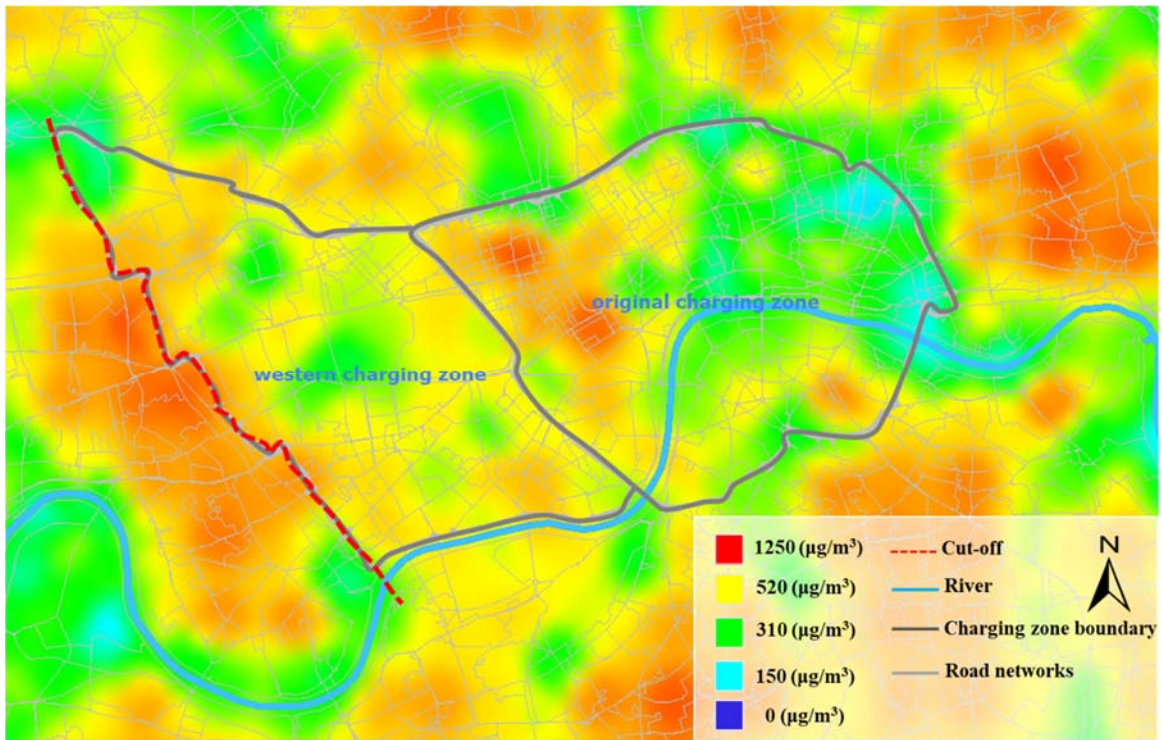 original charging zone
western charging zone
1250 (μg/m³)
520 (μg/m³)
310 (μg/m³)
150 (μg/m³)
0 (μg/m³)
Cut-off
River
Charging zone boundary
Road networks
N